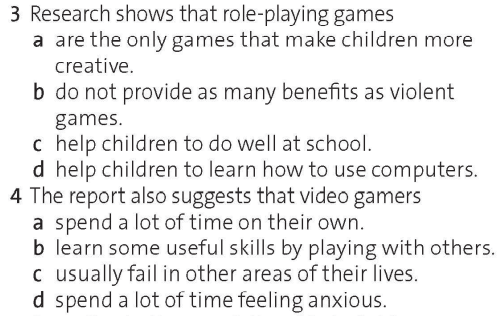 3 Research shows that role-playing games
a are the only games that make children more
creative.
b do not provide as many benefits as violent
games.
c help children to do well at school.
d help children to learn how to use computers.
4 The report also suggests that video gamers
a spend a lot of time on their own.
b learn some useful skills by playing with others.
c usually fail in other areas of their lives.
d spend a lot of time feeling anxious.